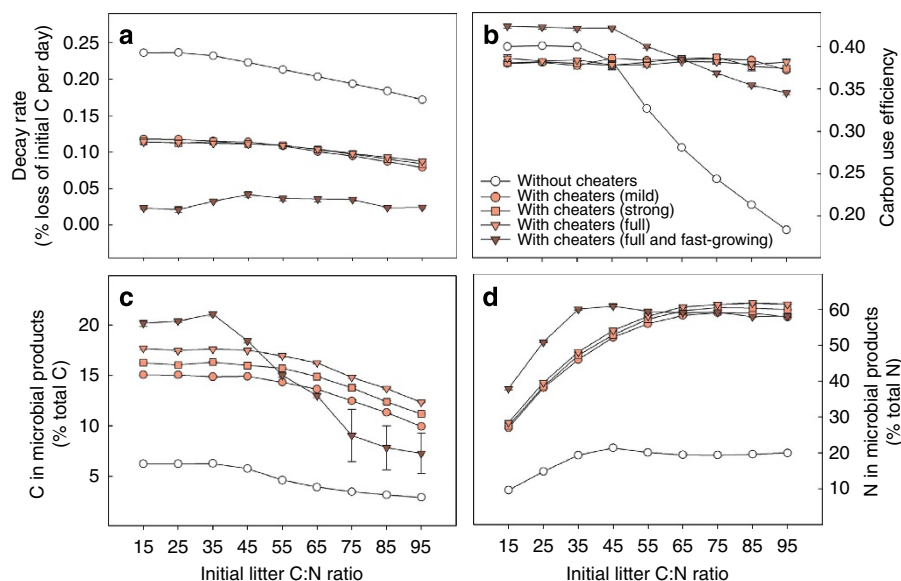 a
0.25
0.20
0.15
0.10
0.05
0.00
Decay rate
(% loss of initial C per day)
b
0.40
0.35
0.30
0.25
0.20
Carbon use efficiency
Without cheaters
With cheaters (mild)
With cheaters (strong)
With cheaters (full)
With cheaters (full and fast-growing)
c
20
15
10
5
C in microbial products
(% total C)
15 25 35 45 55 65 75 85 95
Initial litter C:N ratio
d
60
50
40
30
20
10
N in microbial products
(% total N)
15 25 35 45 55 65 75 85 95
Initial litter C:N ratio